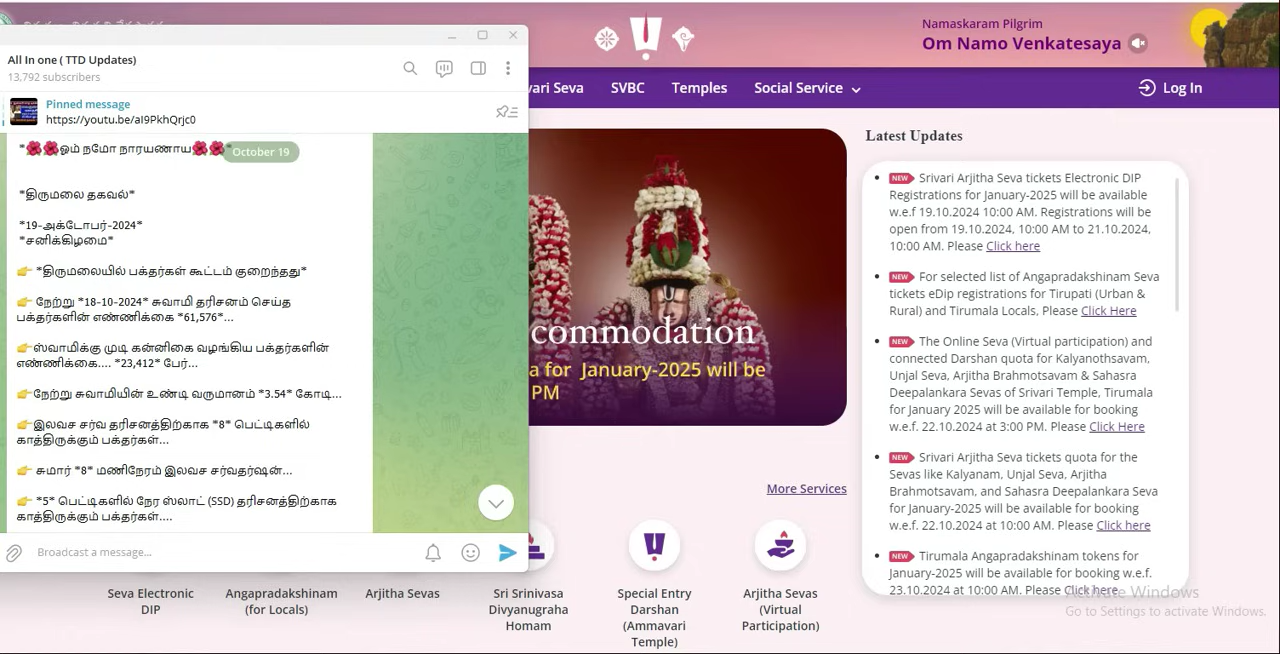 All In one ( TTD Updates)
13,792 subscribers
Pinned message
https://youtu.be/aI9PkhQrjc0
October 19
*🌺🌺ஓம் நமோ நாரயணாய🌺🌺*
*திருமலை தகவல்*
*19-அக்டோபர்-2024*
*சனிக்கிழமை*
👉 *திருமலையில் பக்தர்கள் கூட்டம் குறைந்தது*
👉 நேற்று *18-10-2024* சுவாமி தரிசனம் செய்த
பக்தர்களின் எண்ணிக்கை *61,576*...
👉ஸ்வாமிக்கு முடி கன்னிகை வழங்கிய பக்தர்களின்
எண்ணிக்கை.... *23,412* பேர்...
👉நேற்று சுவாமியின் உண்டி வருமானம் *3.54* கோடி...
👉இலவச சர்வ தரிசனத்திற்காக *8* பெட்டிகளில்
காத்திருக்கும் பக்தர்கள்...
👉 சுமார் *8* மணிநேரம் இலவச சர்வதர்ஷன்...
👉 *5* பெட்டிகளில் நேர ஸ்லாட் (SSD) தரிசனத்திற்காக
காத்திருக்கும் பக்தர்கள்....
Broadcast a message...
Namaskaram Pilgrim
Om Namo Venkatesaya
vari Seva SVBC Temples Social Service Log In
commodation
a for January-2025 will be
PM
Latest Updates
NEW Srivari Arjitha Seva tickets Electronic DIP
Registrations for January-2025 will be available
w.e.f 19.10.2024 10:00 AM. Registrations will be
open from 19.10.2024, 10:00 AM to 21.10.2024,
10:00 AM. Please Click here
NEW For selected list of Angapradakshinam Seva
tickets eDip registrations for Tirupati (Urban &
Rural) and Tirumala Locals, Please Click Here
NEW The Online Seva (Virtual participation) and
connected Darshan quota for Kalyanothsavam,
Unjal Seva, Arjitha Brahmotsavam & Sahasra
Deepalankara Sevas of Srivari Temple, Tirumala
for January 2025 will be available for booking
w.e.f. 22.10.2024 at 3:00 PM. Please Click Here
NEW Srivari Arjitha Seva tickets quota for the
Sevas like Kalyanam, Unjal Seva, Arjitha
Brahmotsavam, and Sahasra Deepalankara Seva
for January-2025 will be available for booking
w.e.f. 22.10.2024 at 10:00 AM. Please Click here
NEW Tirumala Angapradakshinam tokens for
January-2025 will be available for booking w.e.f.
23.10.2024 at 10:00 AM. Please Click here
More Services
Seva Electronic
DIP
Angapradakshinam
(for Locals)
Arjitha Sevas
Sri Srinivasa
Divyanugraha
Homam
Special Entry
Darshan
(Ammavari
Temple)
Arjitha Sevas
(Virtual
Participation)
Activate Windows
Go to Settings to activate Windows.